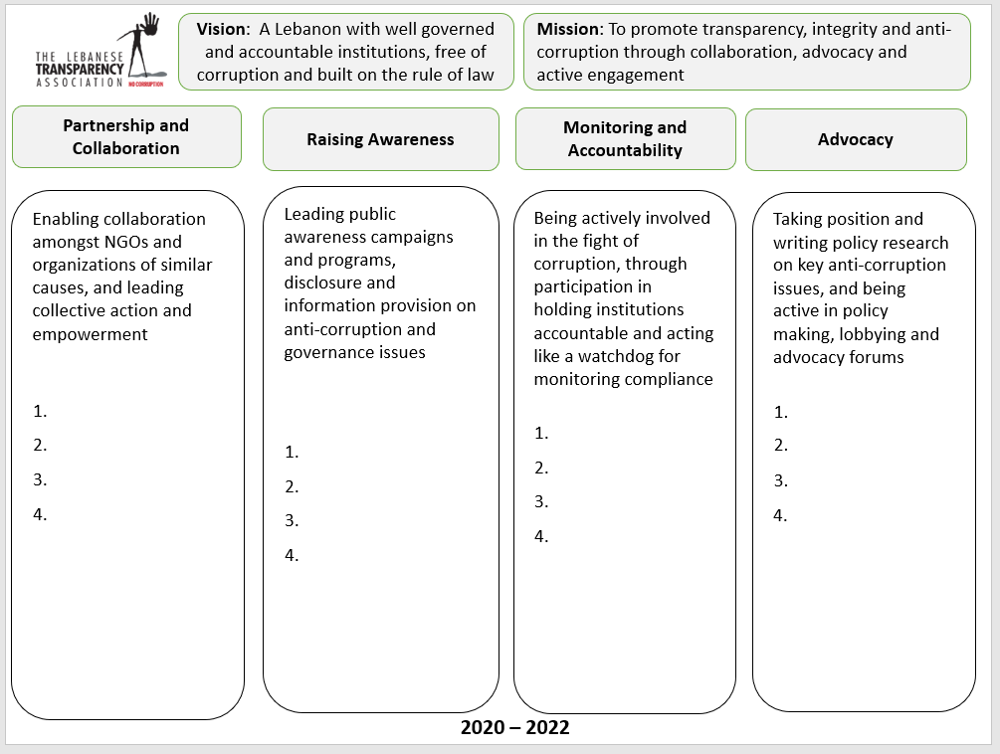 THE LEBANESE
TRANSPARENCY
ASSOCIATION NO CORRUPTION
Vision: A Lebanon with well governed
and accountable institutions, free of
corruption and built on the rule of law
Mission: To promote transparency, integrity and anti-
corruption through collaboration, advocacy and
active engagement
Partnership and
Collaboration
Raising Awareness
Monitoring and
Accountability
Advocacy
Enabling collaboration
amongst NGOs and
organizations of similar
causes, and leading
collective action and
empowerment
1.
2.
3.
4.
Leading public
awareness campaigns
and programs,
disclosure and
information provision on
anti-corruption and
governance issues
1.
2.
3.
4.
Being actively involved
in the fight of
corruption, through
participation in
holding institutions
accountable and acting
like a watchdog for
monitoring compliance
1.
2.
3.
4.
Taking position and
writing policy research
on key anti-corruption
issues, and being
active in policy
making, lobbying and
advocacy forums
1.
2.
3.
4.
2020 – 2022